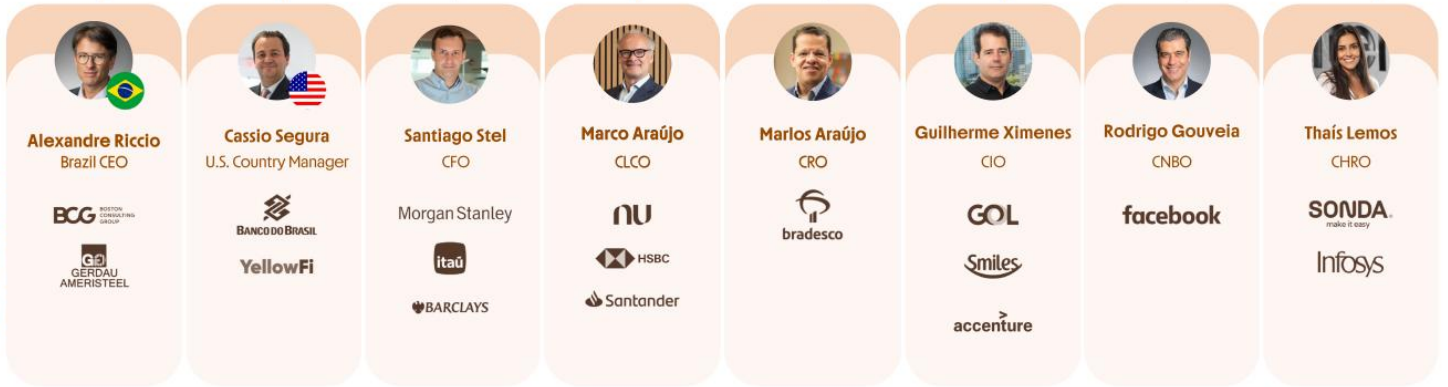 Alexandre Riccio
Brazil CEO
BCG BOSTON
CONSULTING
GROUP
GG
GERDAU
AMERISTEEL
Cassio Segura
U.S. Country Manager
BANCO DO BRASIL
YellowFi
Santiago Stel
CFO
Morgan Stanley
itaú
BARCLAYS
Marco Araújo
CLCO
nu
HSBC
Santander
Marlos Araújo
CRO
bradesco
Guilherme Ximenes
CIO
GOL
Smiles
accenture
Rodrigo Gouveia
CNBO
facebook
Thaís Lemos
CHRO
SONDA.
make it easy
Infosys